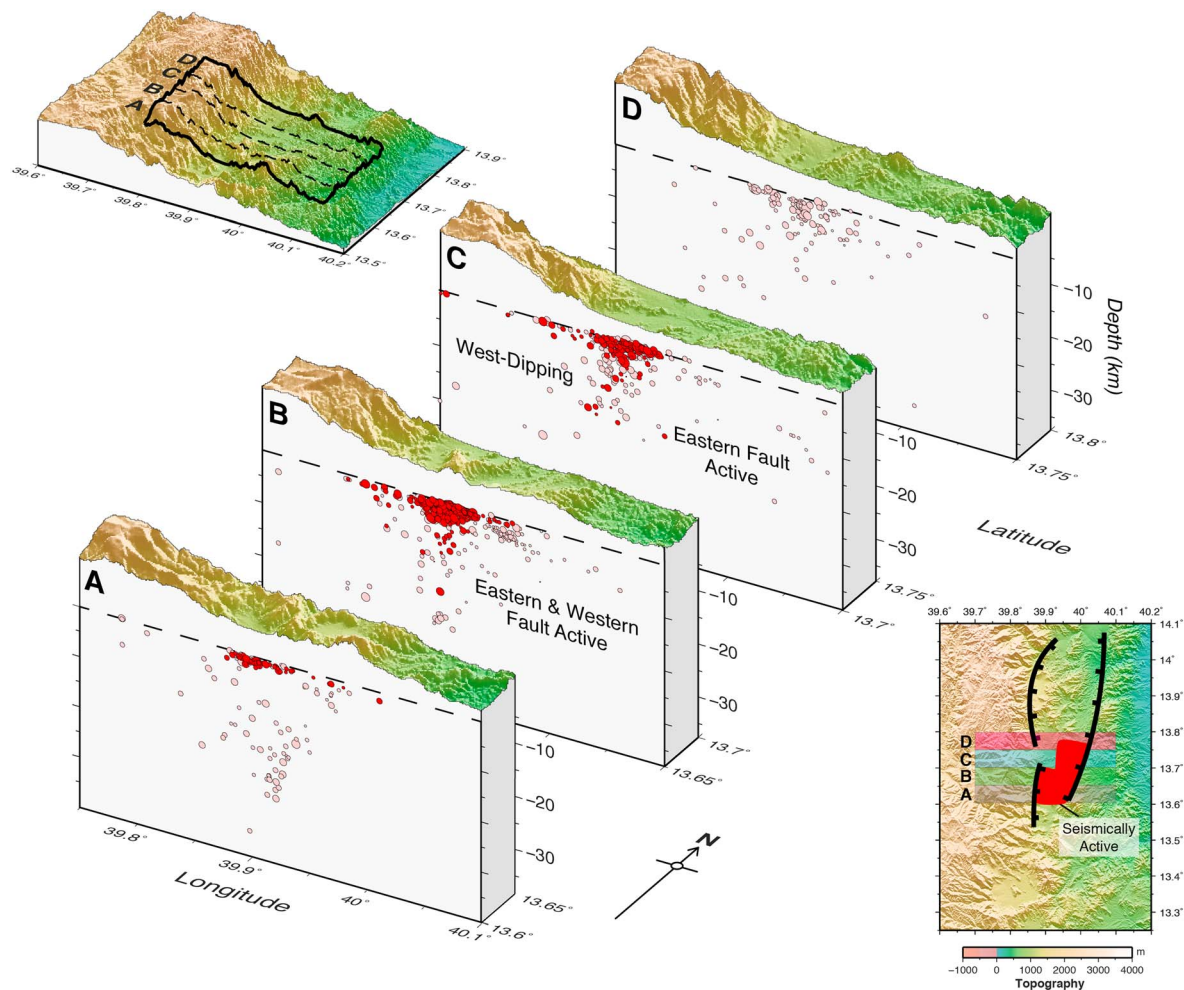 D
C
B
A
39.6°
39.7°
39.8°
39.9°
40°
40.1°
40.2°
13.5°
13.6°
13.7°
13.8°
13.9°
D
−10
−20
−30
Depth (km)
13.8°
13.75°
C
West-Dipping
Eastern Fault
Active
−10
−20
−30
13.75°
13.7°
Latitude
B
Eastern & Western
Fault Active
−10
−20
−30
13.7°
13.65°
A
−10
−20
−30
13.65°
13.6°
39.8°
39.9°
40°
40.1°
Longitude
N
39.6° 39.7° 39.8° 39.9° 40° 40.1° 40.2°
14.1°
14°
13.9°
13.8°
13.7°
13.6°
13.5°
13.4°
13.3°
D
C
B
A
Seismically
Active
m
−1000 0 1000 2000 3000 4000
Topography